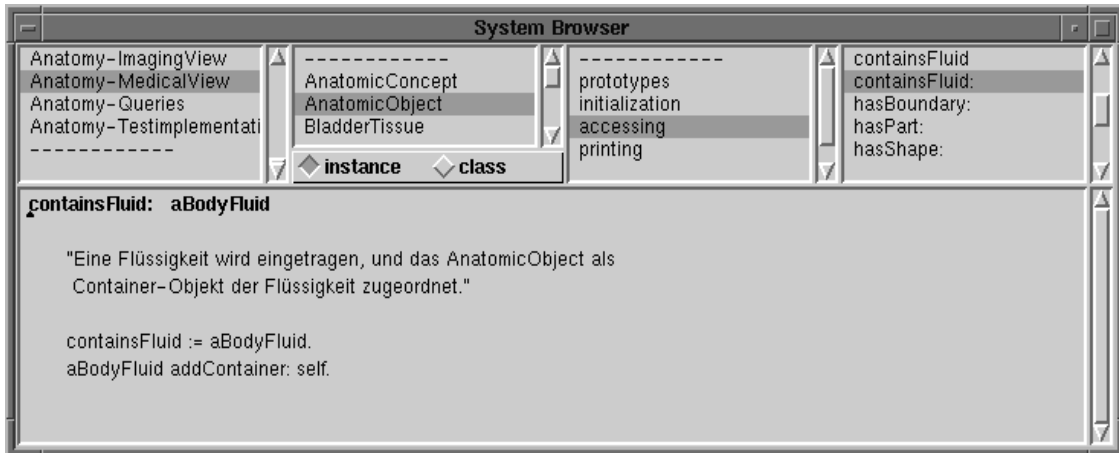 System Browser
Anatomy-ImagingView
Anatomy-MedicalView
Anatomy-Queries
Anatomy-Testimplementati
------------
------------
AnatomicConcept
AnatomicObject
BladderTissue
instance class
------------
prototypes
initialization
accessing
printing
containsFluid
containsFluid:
hasBoundary:
hasPart:
hasShape:
containsFluid: aBodyFluid
"Eine Flüssigkeit wird eingetragen, und das AnatomicObject als
Container-Objekt der Flüssigkeit zugeordnet."
containsFluid := aBodyFluid.
aBodyFluid addContainer: self.